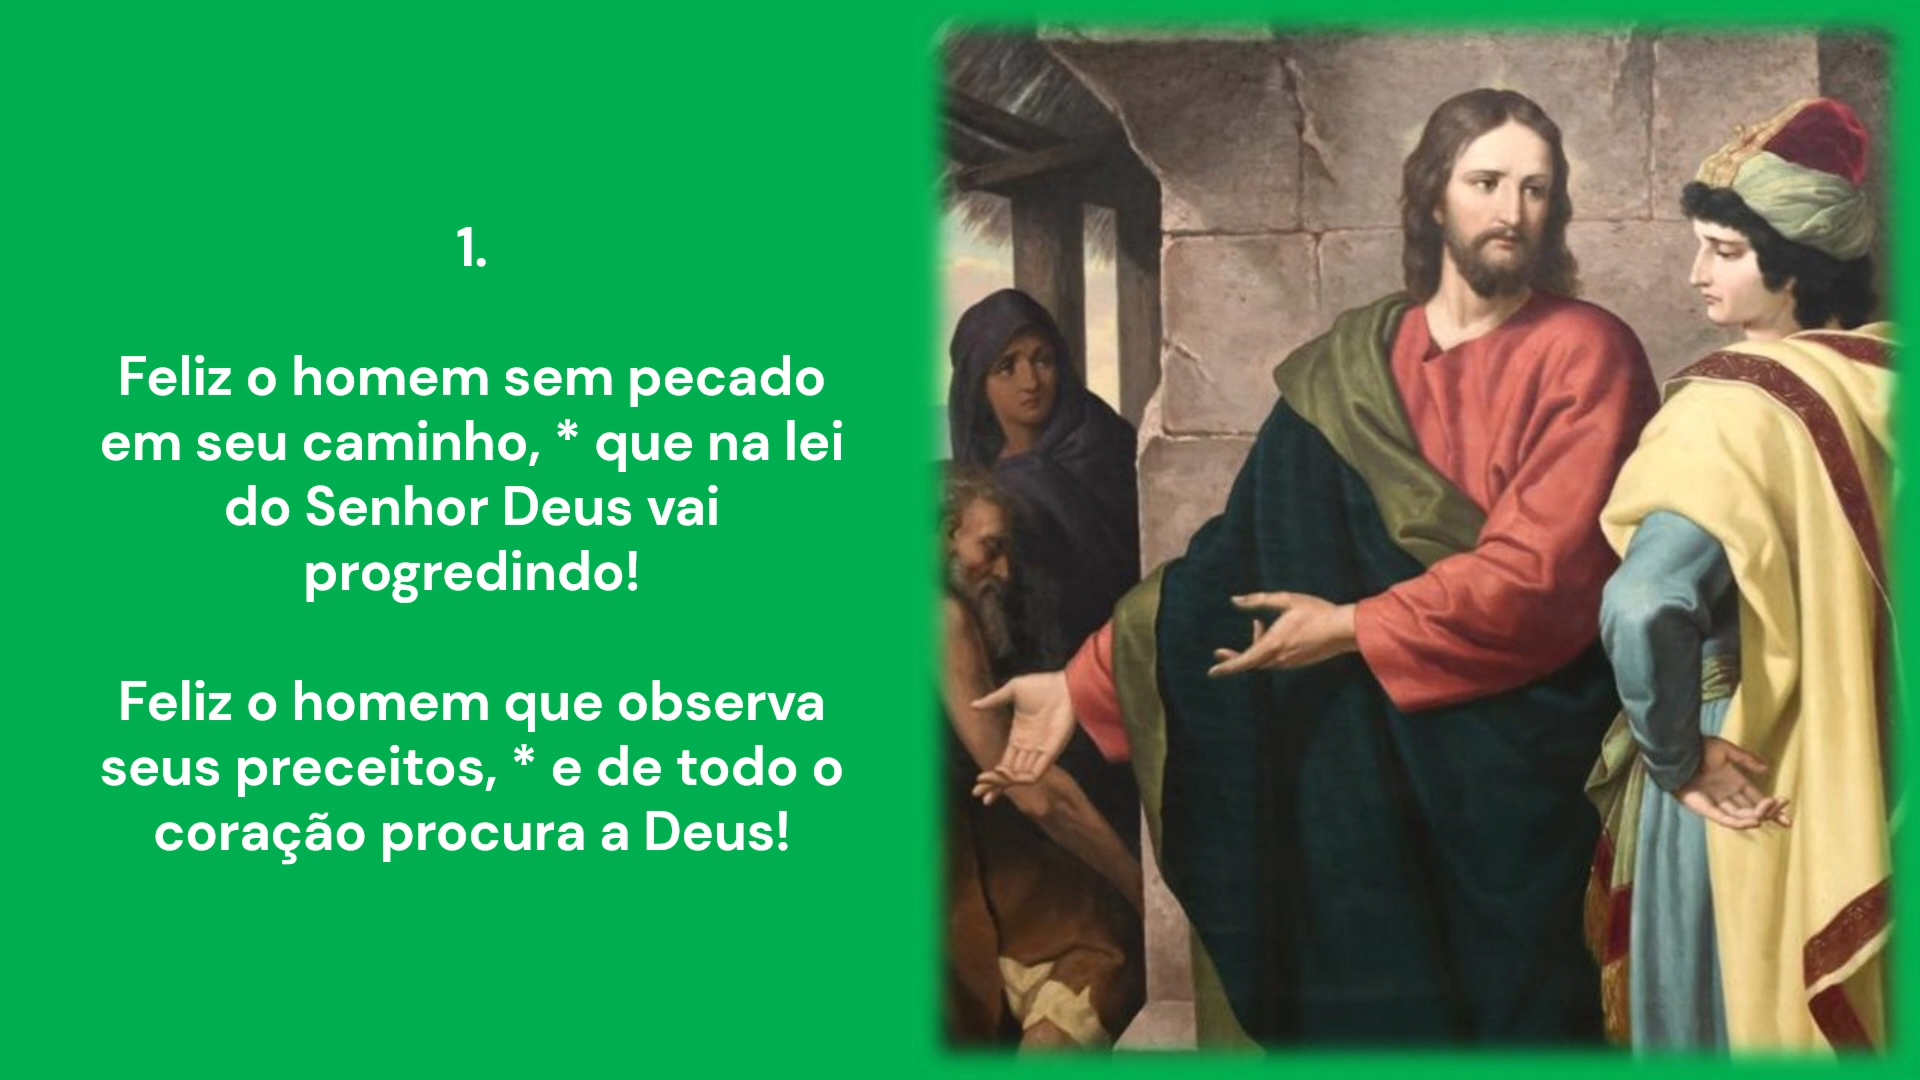 1.
Feliz o homem sem pecado
em seu caminho, * que na lei
do Senhor Deus vai
progredindo!
Feliz o homem que observa
seus preceitos, * e de todo o
coração procura a Deus!